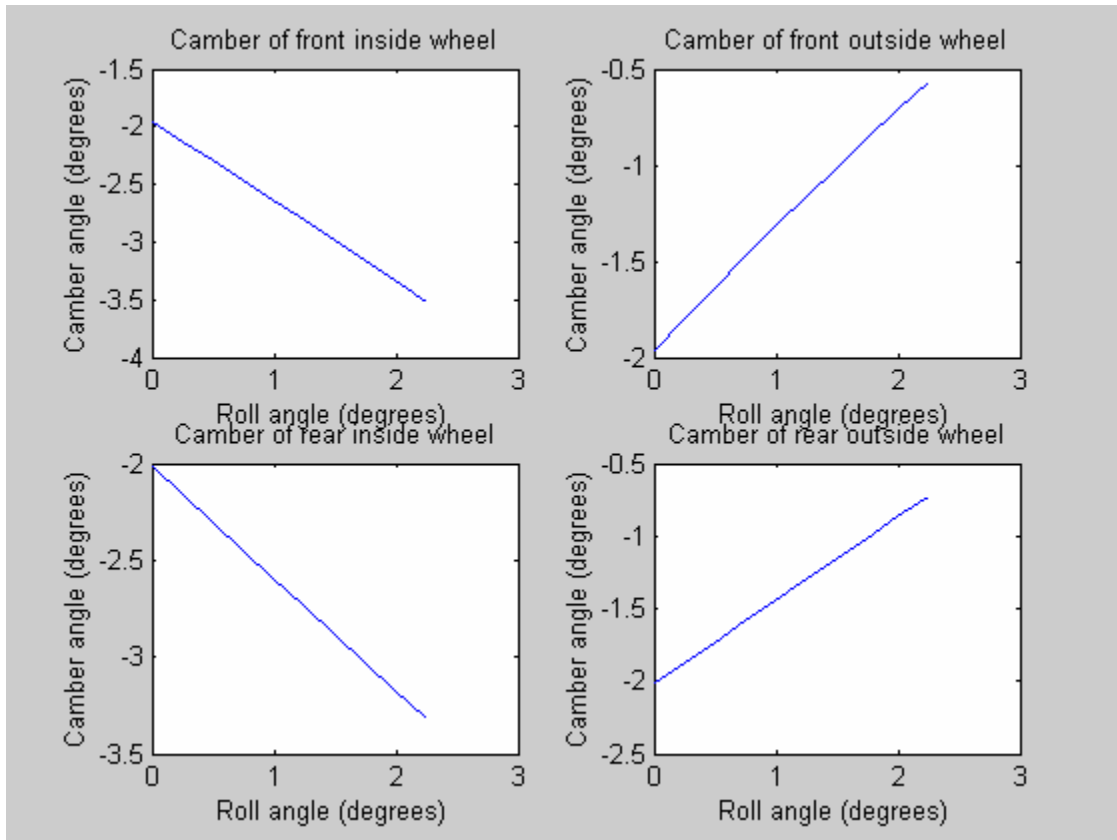 Camber of front inside wheel
Camber angle (degrees)
-1.5
-2
-2.5
-3
-3.5
-4
0 1 2 3
Roll angle (degrees)
Camber of front outside wheel
Camber angle (degrees)
-0.5
-1
-1.5
-2
0 1 2 3
Roll angle (degrees)
Camber of rear inside wheel
Camber angle (degrees)
-2
-2.5
-3
-3.5
0 1 2 3
Roll angle (degrees)
Camber of rear outside wheel
Camber angle (degrees)
-0.5
-1
-1.5
-2
-2.5
0 1 2 3
Roll angle (degrees)